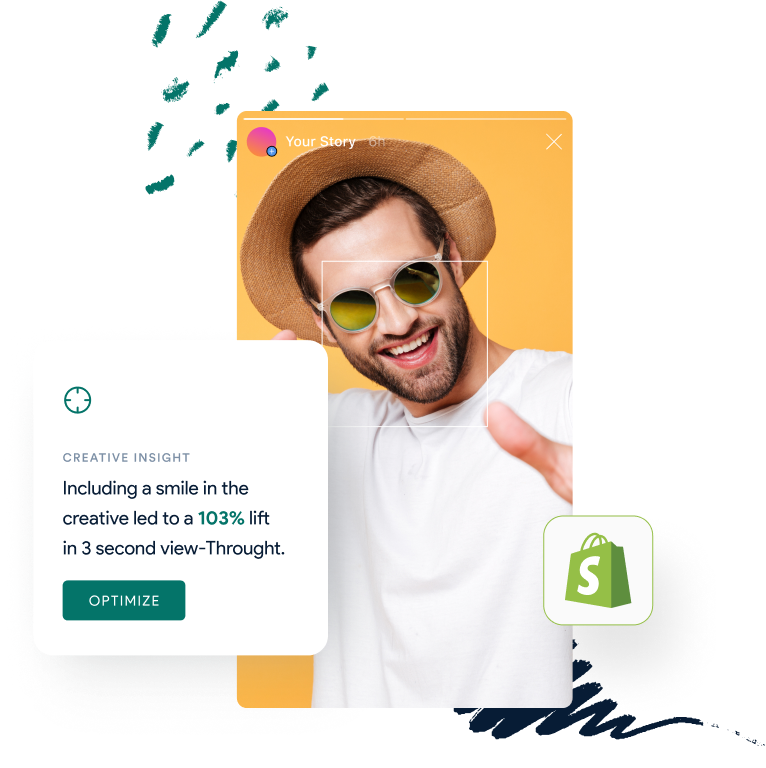 Your Story 6h
CREATIVE INSIGHT
Including a smile in the
creative led to a 103% lift
in 3 second view-Throught.
OPTIMIZE
S